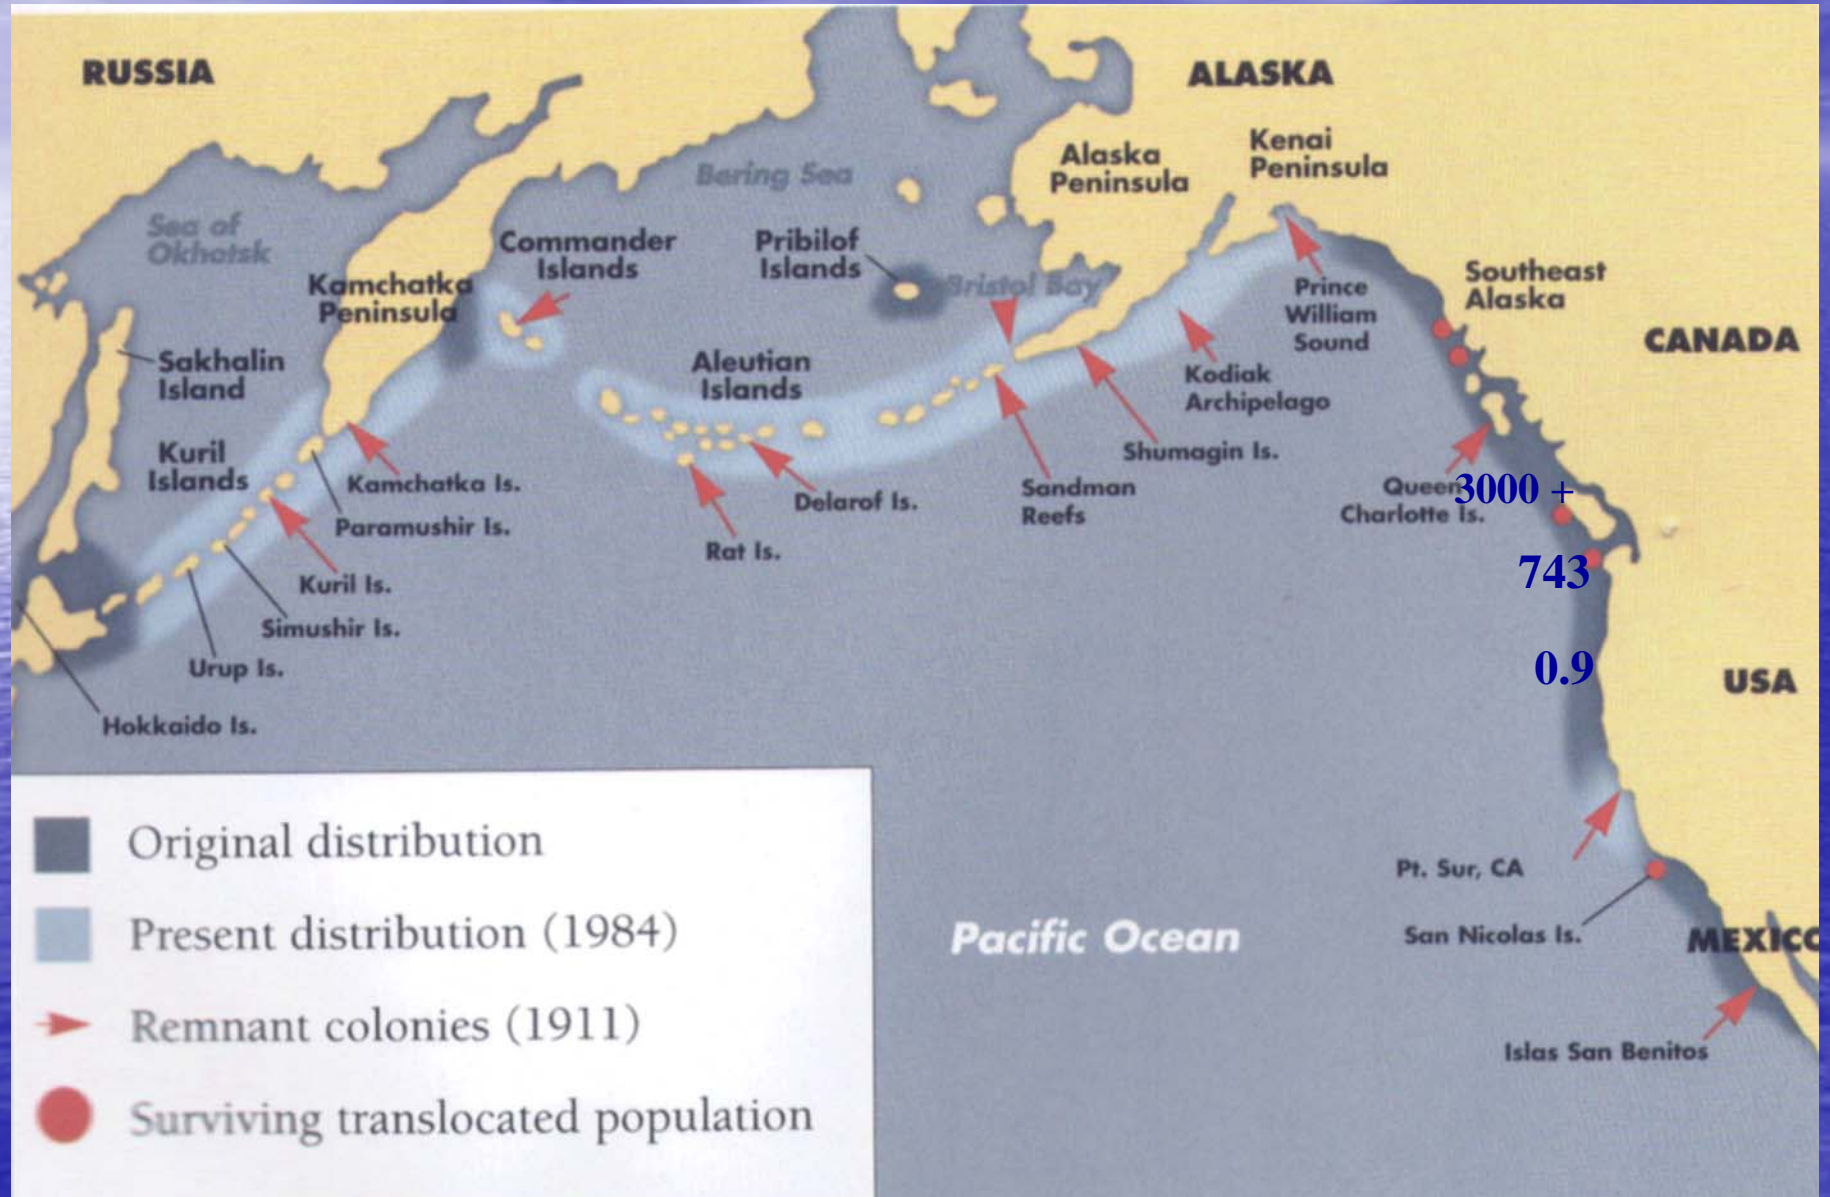 RUSSIA
ALASKA
Kenai
Peninsula
Alaska
Peninsula
Bering Sea
Sea of
Okhotsk
Commander
Islands
Pribilof
Islands
Kamchatka
Peninsula
Bristol Bay
Prince
William
Sound
Southeast
Alaska
CANADA
Sakhalin
Island
Aleutian
Islands
Kodiak
Archipelago
Kuril
Islands
Kamchatka Is.
Paramushir Is.
Delarof Is.
Shumagin Is.
Sandman
Reefs
Queen
Charlotte Is.
3000 +
Rat Is.
743
Kuril Is.
Simushir Is.
Urup Is.
0.9
USA
Hokkaido Is.
Original distribution
Present distribution (1984)
Remnant colonies (1911)
Surviving translocated population
Pacific Ocean
Pt. Sur, CA
San Nicolas Is.
MEXICO
Islas San Benitos